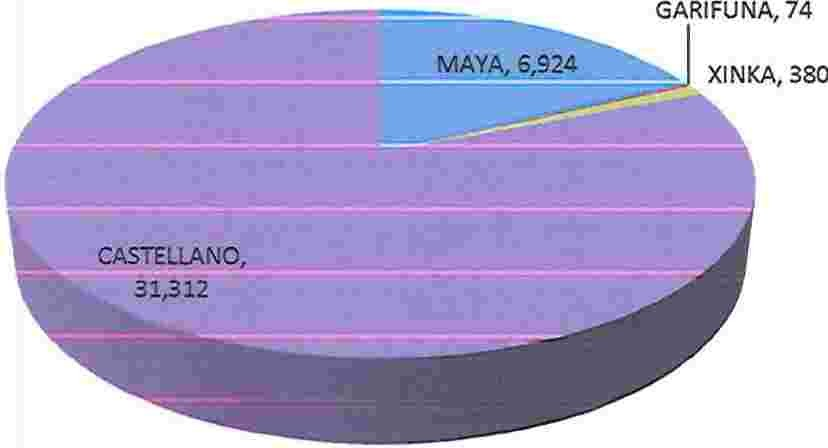 GARIFUNA, 74
MAYA, 6,924
XINKA, 380
CASTELLANO,
31,312